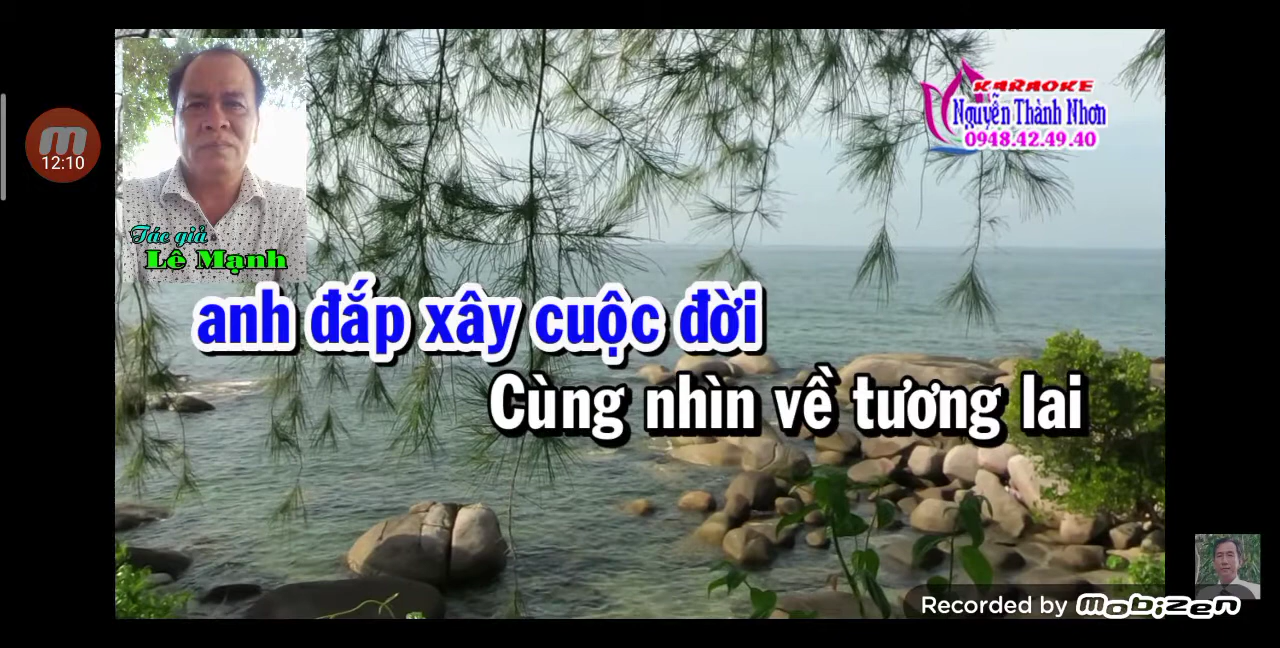 12:10
Tác giả
Lê Mạnh
KARAOKE
Nguyễn Thành Nhơn
0948.42.49.40
anh đắp xây cuộc đời
Cùng nhìn về tương lai
Recorded by mobizen